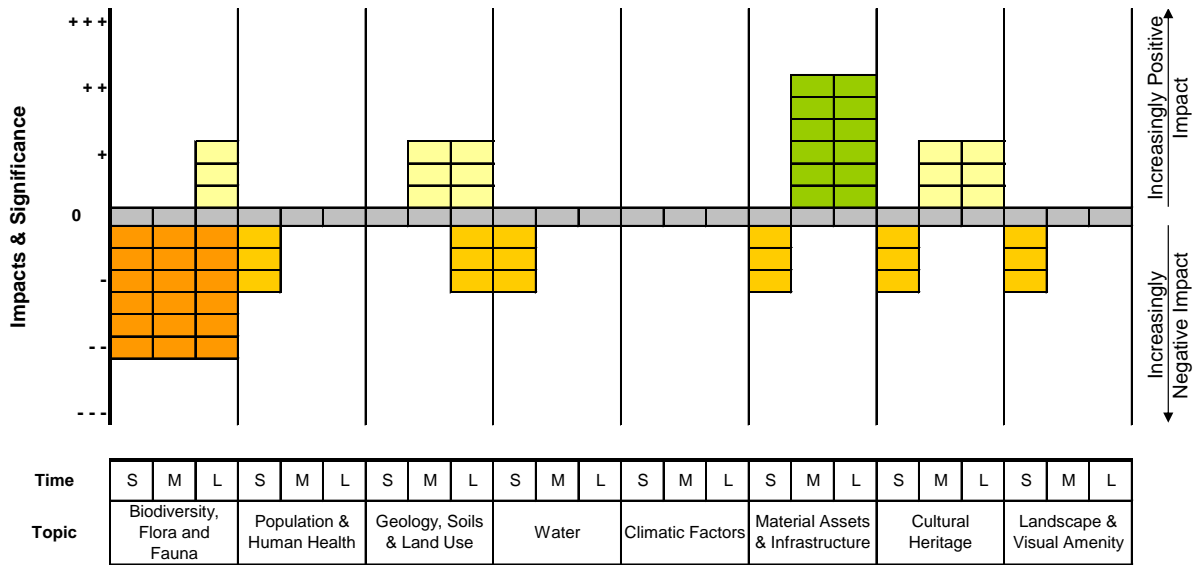 + + +
+ +
+
0
-
- -
- - -
Impacts & Significance
Increasingly Positive
Impact
Increasingly
Negative Impact
Time
S M L S M L S M L S M L S M L S M L S M L S M L
Topic
Biodiversity,
Flora and
Fauna
Population &
Human Health
Geology, Soils
& Land Use
Water
Climatic Factors
Material Assets
& Infrastructure
Cultural
Heritage
Landscape &
Visual Amenity